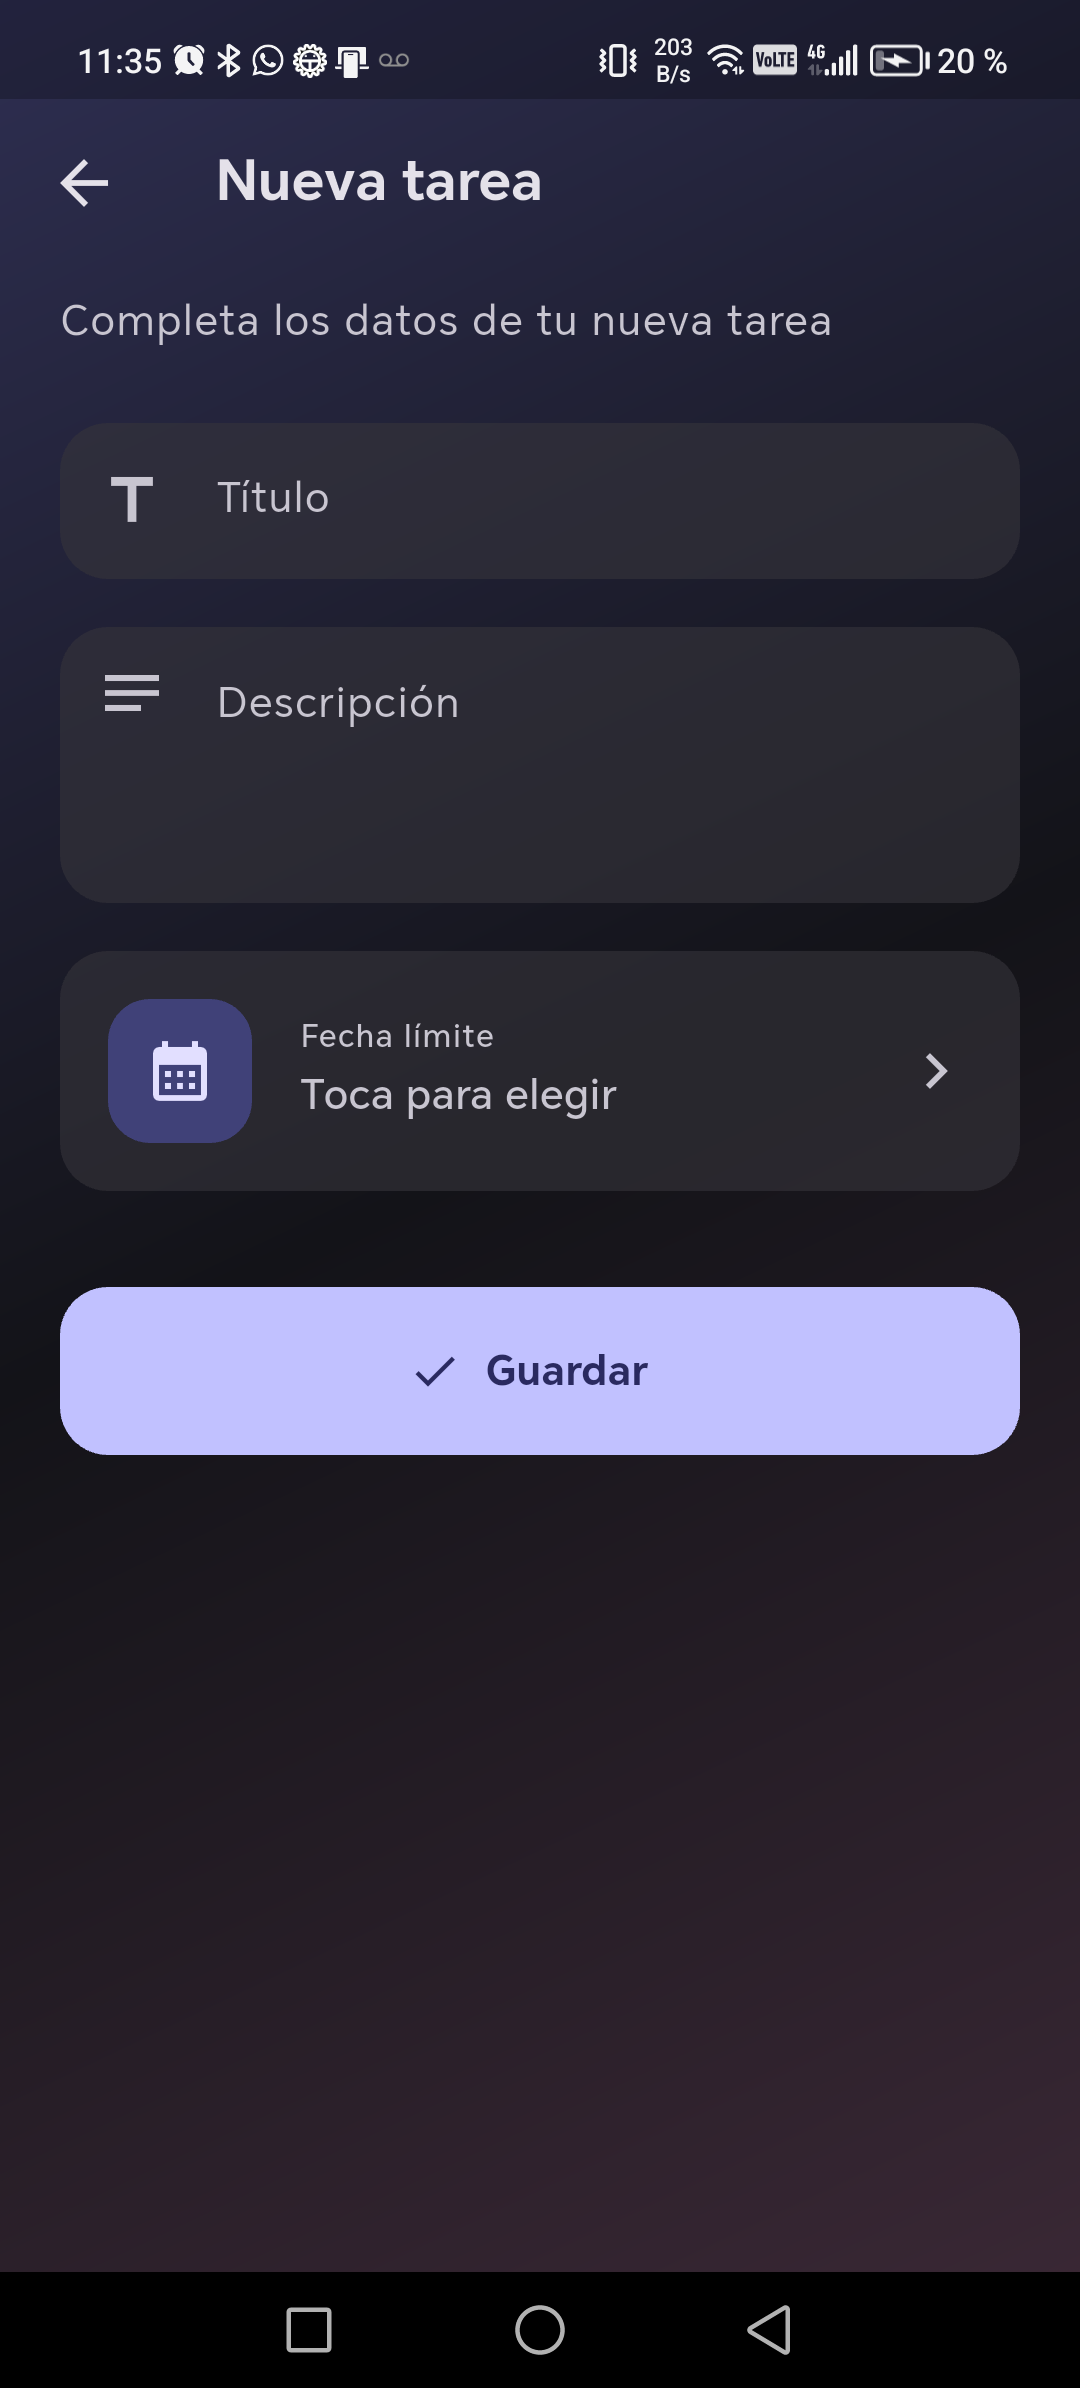 11:35
203 B/s
VoLTE
4G
20 %
Nueva tarea
Completa los datos de tu nueva tarea
Título
Descripción
Fecha límite
Toca para elegir
Guardar